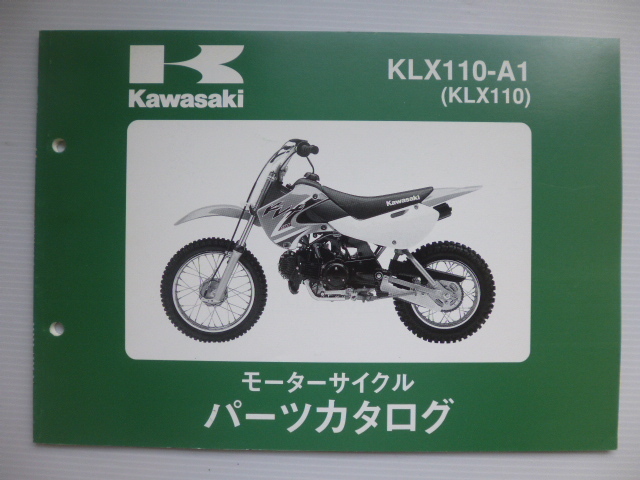 Kawasaki
KLX110-A1
(KLX110)
Kawasaki
KLX
モーターサイクル
パーツカタログ